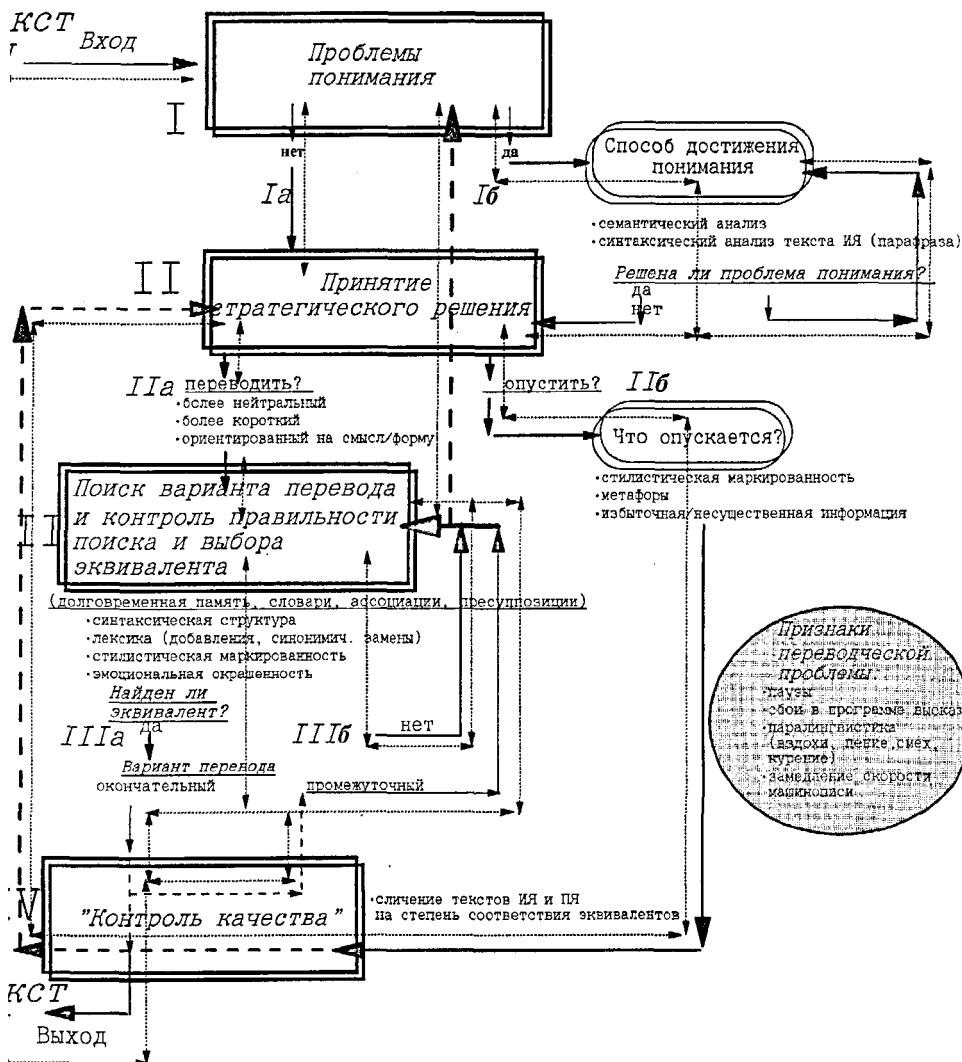 КСТ
Вход
Проблемы
понимания
I
нет
да
Iа
Iб
Способ достижения
понимания
·семантический анализ
·синтаксический анализ текста ИЯ (парафраза)
Решена ли проблема понимания?
да
нет
II
Принятие
стратегического решения
IIа
переводить?
·более нейтральный
·более короткий
·ориентированный на смысл/форму
опустить?
IIб
Что опускается?
·стилистическая маркированность
·метафоры
·избыточная/несущественная информация
Поиск варианта перевода
и контроль правильности
поиска и выбора
эквивалента
(долговременная память, словари, ассоциации, пресуппозиции)
·синтаксическая структура
·лексика (добавления, синонимич. замены)
·стилистическая маркированность
·эмоциональная окрашенность
Найден ли
эквивалент?
да
IIIа
IIIб
нет
Вариант перевода
окончательный
промежуточный
Признаки
переводческой
проблемы
·паузы
·сбои в программе высказ
·паралингвистика
(вздохи, пение, смех,
курение)
·замедление скорости
машинописи
V
"Контроль качества"
·сличение текстов ИЯ и ПЯ
на степень соответствия эквивалентов
КСТ
Выход